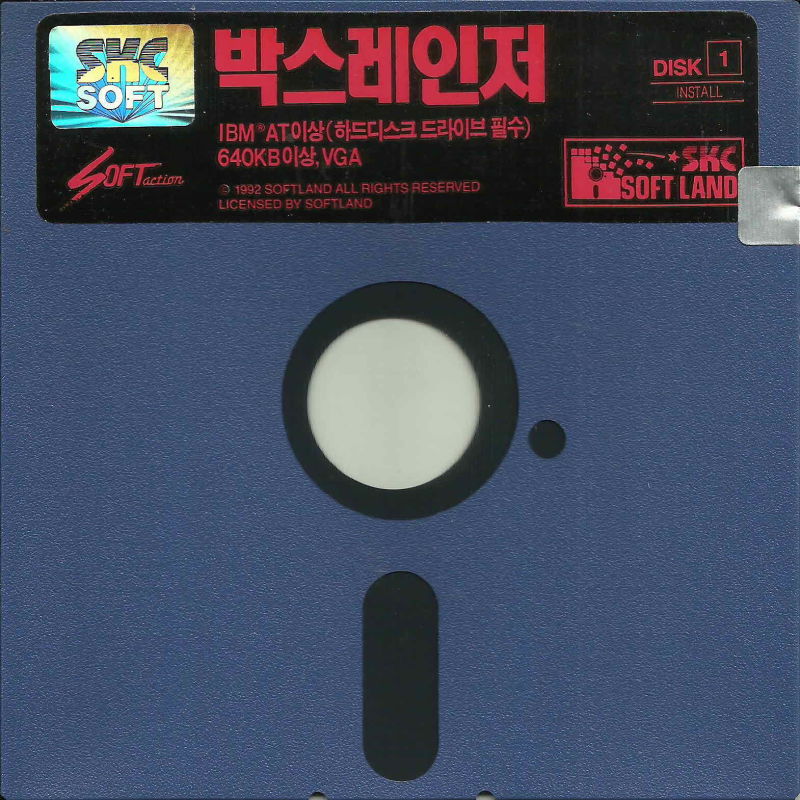 SKC
SOFT
박스레인저
DISK 1
INSTALL
IBM® AT이상(하드디스크 드라이브 필수)
640KB이상, VGA
SOFT action
© 1992 SOFTLAND ALL RIGHTS RESERVED
LICENSED BY SOFTLAND
SKC
SOFT LAND